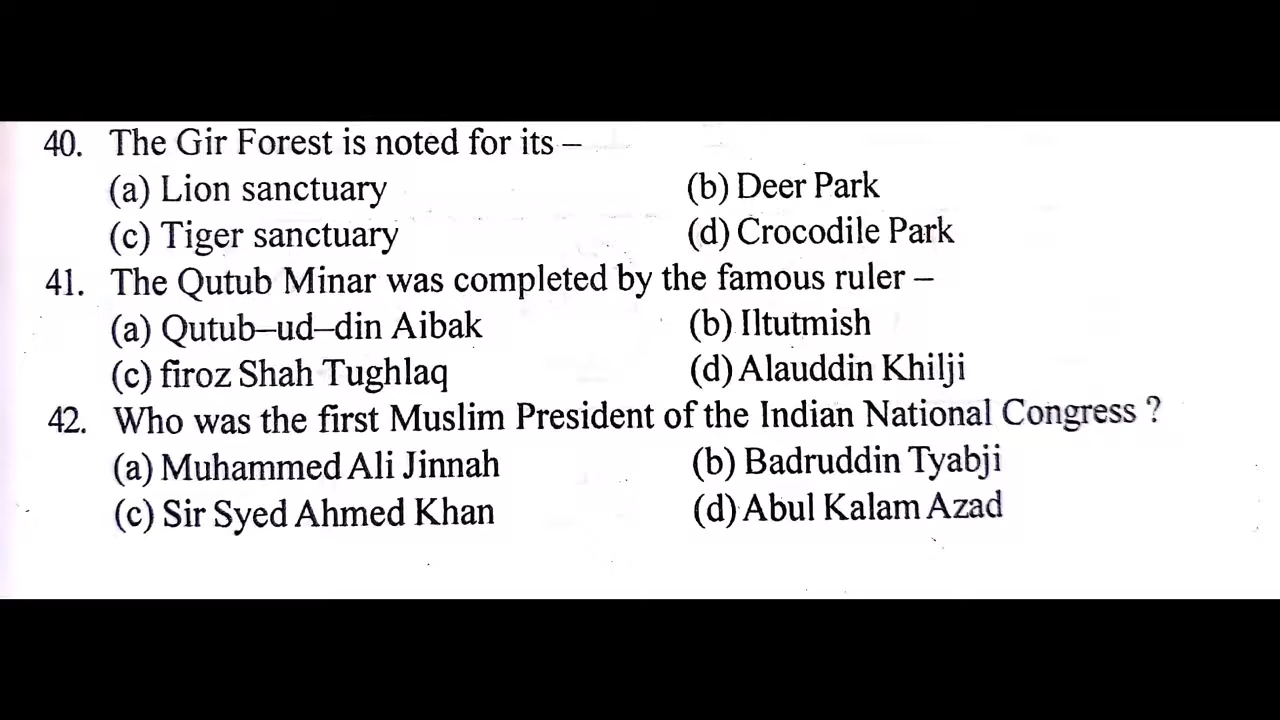 40. The Gir Forest is noted for its –
(a) Lion sanctuary (b) Deer Park
(c) Tiger sanctuary (d) Crocodile Park
41. The Qutub Minar was completed by the famous ruler –
(a) Qutub–ud–din Aibak (b) Iltutmish
(c) firoz Shah Tughlaq (d) Alauddin Khilji
42. Who was the first Muslim President of the Indian National Congress ?
(a) Muhammed Ali Jinnah (b) Badruddin Tyabji
(c) Sir Syed Ahmed Khan (d) Abul Kalam Azad